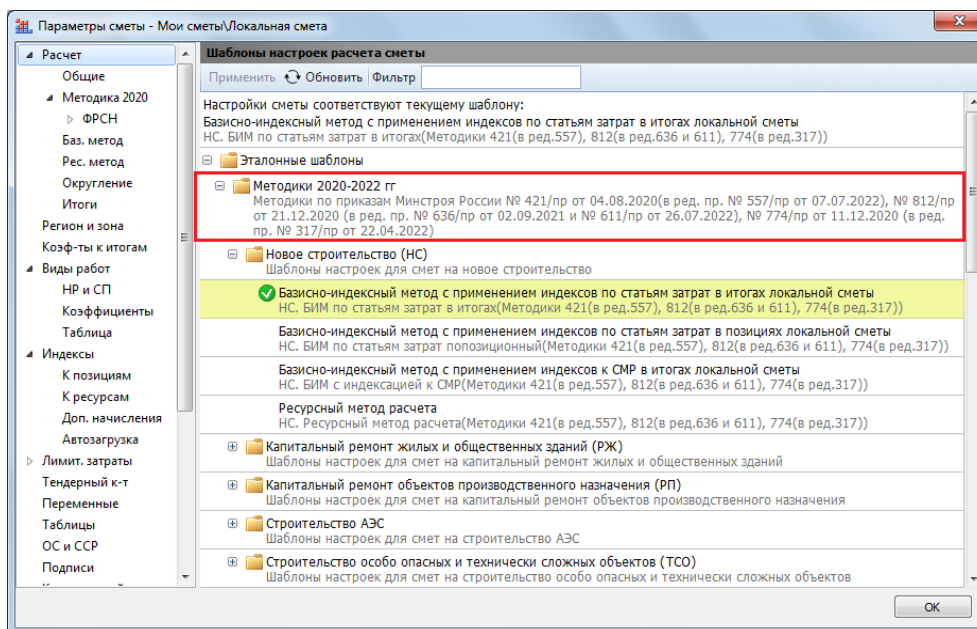 Параметры сметы - Мои сметы\Локальная смета
Расчет
Общие
Методика 2020
ФРСН
Баз. метод
Рес. метод
Округление
Итоги
Регион и зона
Коэф-ты к итогам
Виды работ
НР и СП
Коэффициенты
Таблица
Индексы
К позициям
К ресурсам
Доп. начисления
Автозагрузка
Лимит. затраты
Тендерный к-т
Переменные
Таблицы
ОС и ССР
Подписи
Шаблоны настроек расчета сметы
Применить Обновить Фильтр
Настройки сметы соответствуют текущему шаблону:
Базисно-индексный метод с применением индексов по статьям затрат в итогах локальной сметы
НС. БИМ по статьям затрат в итогах(Методики 421(в ред.557), 812(в ред.636 и 611), 774(в ред.317))
Эталонные шаблоны
Методики 2020-2022 гг
Методики по приказам Минстроя России № 421/пр от 04.08.2020(в ред. пр. № 557/пр от 07.07.2022), № 812/пр
от 21.12.2020 (в ред. пр. № 636/пр от 02.09.2021 и № 611/пр от 26.07.2022), № 774/пр от 11.12.2020 (в ред.
пр. № 317/пр от 22.04.2022)
Новое строительство (НС)
Шаблоны настроек для смет на новое строительство
Базисно-индексный метод с применением индексов по статьям затрат в итогах локальной сметы
НС. БИМ по статьям затрат в итогах(Методики 421(в ред.557), 812(в ред.636 и 611), 774(в ред.317))
Базисно-индексный метод с применением индексов по статьям затрат в позициях локальной сметы
НС. БИМ по статьям затрат попозиционный(Методики 421(в ред.557), 812(в ред.636 и 611), 774(в ред.317))
Базисно-индексный метод с применением индексов к СМР в итогах локальной сметы
НС. БИМ с индексацией к СМР(Методики 421(в ред.557), 812(в ред.636 и 611), 774(в ред.317))
Ресурсный метод расчета
НС. Ресурсный метод расчета(Методики 421(в ред.557), 812(в ред.636 и 611), 774(в ред.317))
Капитальный ремонт жилых и общественных зданий (РЖ)
Шаблоны настроек для смет на капитальный ремонт жилых и общественных зданий
Капитальный ремонт объектов производственного назначения (РП)
Шаблоны настроек для смет на капитальный ремонт объектов производственного назначения
Строительство АЭС
Шаблоны настроек для смет на строительство АЭС
Строительство особо опасных и технически сложных объектов (ТСО)
Шаблоны настроек для смет на строительство особо опасных и технически сложных объектов
ОК